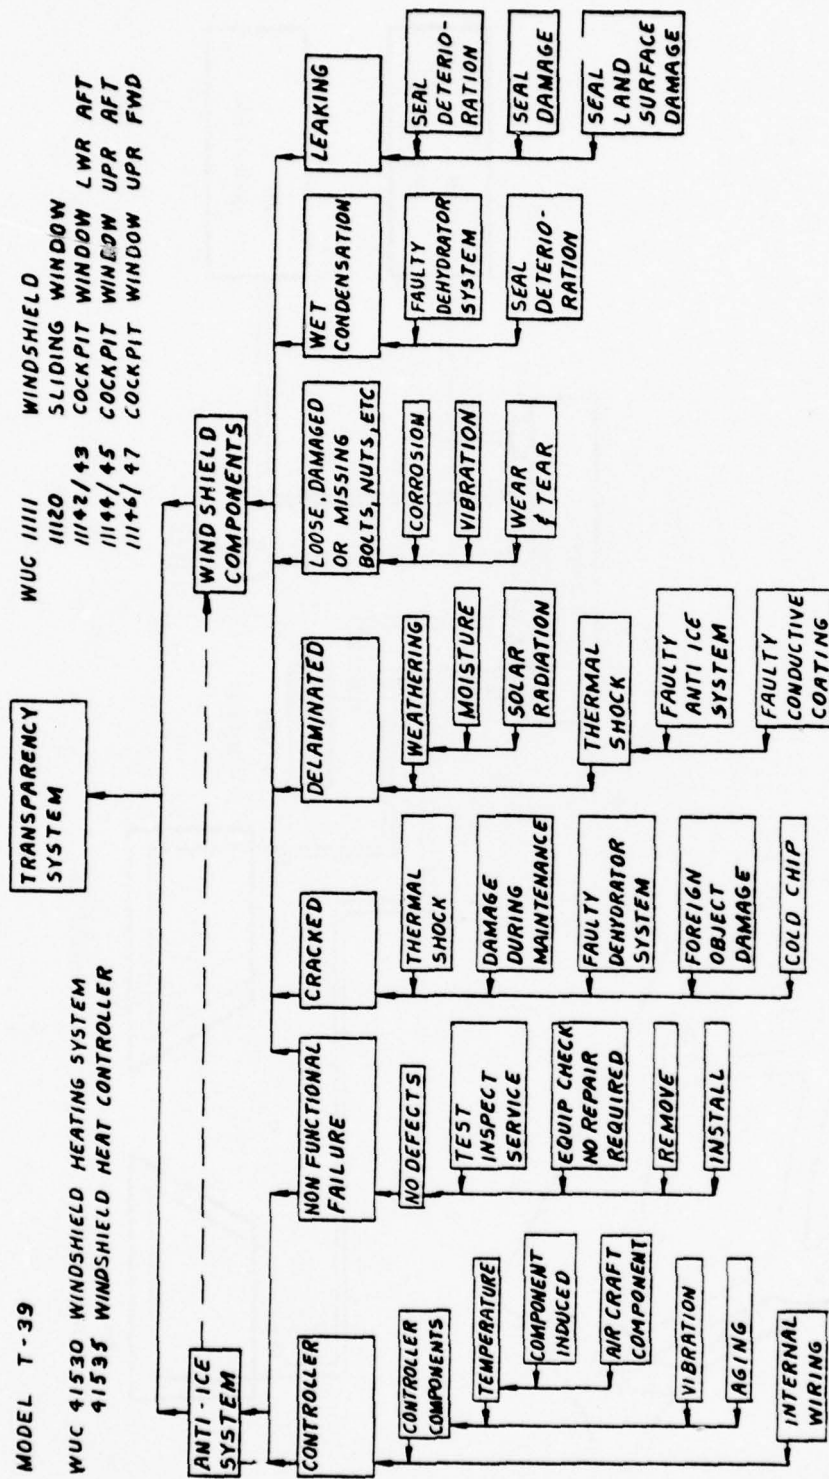 MODEL T-39
WUC 41530 WINDSHIELD HEATING SYSTEM
41535 WINDSHIELD HEAT CONTROLLER
TRANSPARENCY
SYSTEM
WUC 11111 WINDSHIELD
11120 SLIDING WINDOW
11142/43 COCKPIT WINDOW LWR AFT
11144/45 COCKPIT WINDOW UPR AFT
11146/47 COCKPIT WINDOW UPR FWD
ANTI-ICE
SYSTEM
WINDSHIELD
COMPONENTS
CONTROLLER
CONTROLLER
COMPONENTS
TEMPERATURE
COMPONENT
INDUCED
AIR CRAFT
COMPONENT
VIBRATION
AGING
INTERNAL
WIRING
NON FUNCTIONAL
FAILURE
NO DEFECTS
TEST
INSPECT
SERVICE
EQUIP CHECK
NO REPAIR
REQUIRED
REMOVE
INSTALL
CRACKED
THERMAL
SHOCK
DAMAGE
DURING
MAINTENANCE
FAULTY
DEHYDRATOR
SYSTEM
FOREIGN
OBJECT
DAMAGE
COLD CHIP
DELAMINATED
WEATHERING
MOISTURE
SOLAR
RADIATION
THERMAL
SHOCK
FAULTY
ANTI ICE
SYSTEM
FAULTY
CONDUCTIVE
COATING
LOOSE, DAMAGED
OR MISSING
BOLTS, NUTS, ETC
CORROSION
VIBRATION
WEAR
& TEAR
WET
CONDENSATION
FAULTY
DEHYDRATOR
SYSTEM
SEAL
DETERIO-
RATION
LEAKING
SEAL
DETERIO-
RATION
SEAL
DAMAGE
SEAL
LAND
SURFACE
DAMAGE